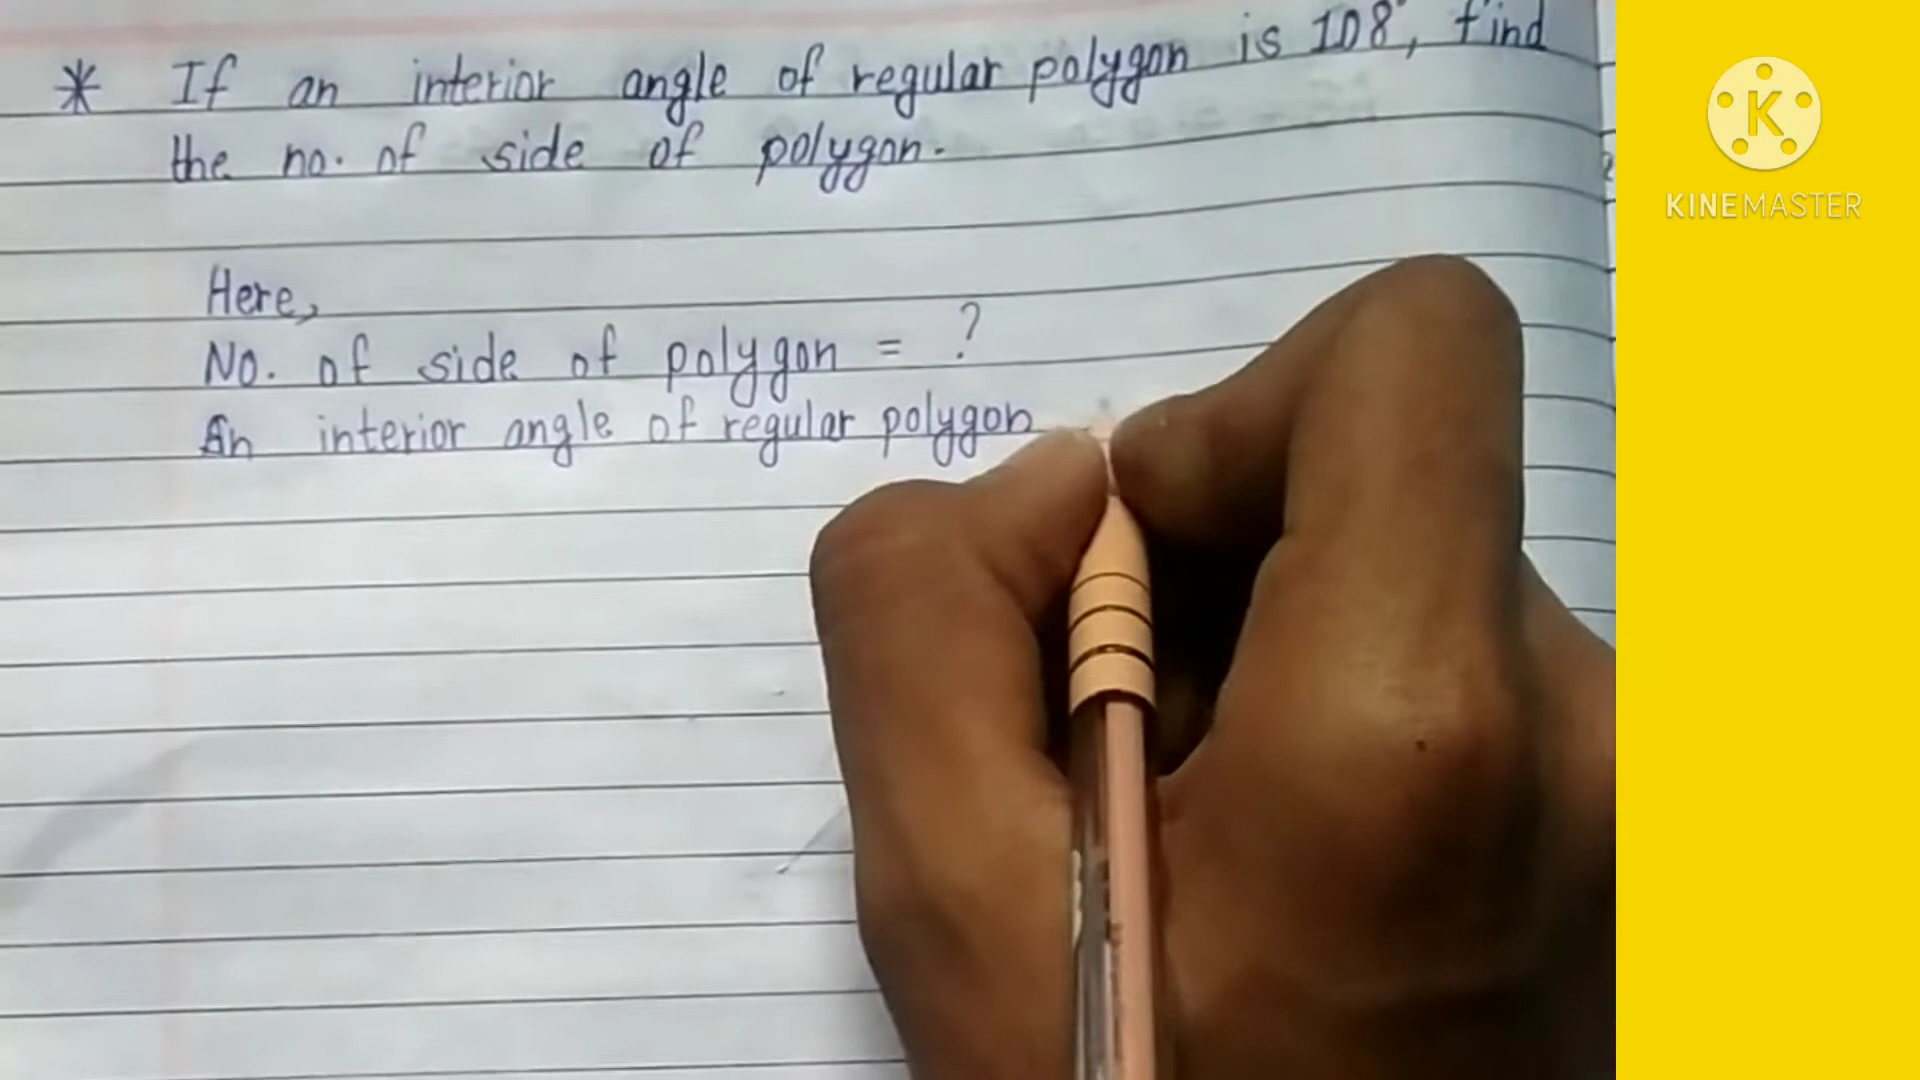 * If an interior angle of regular polygon is 108°, find
the no. of side of polygon.
Here,
No. of side of polygon = ?
An interior angle of regular polygon
K
KINEMASTER